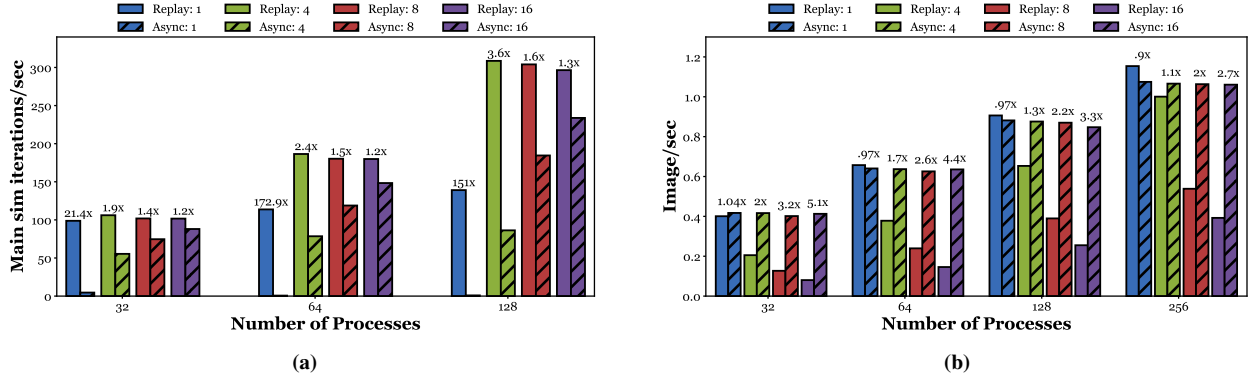 Replay: 1 Replay: 4 Replay: 8 Replay: 16
Async: 1 Async: 4 Async: 8 Async: 16
Main sim iterations/sec
300
250
200
150
100
50
0
21.4x 1.9x 1.4x 1.2x
172.9x 2.4x 1.5x 1.2x
151x 3.6x 1.6x 1.3x
32 64 128
Number of Processes
(a)
Replay: 1 Replay: 4 Replay: 8 Replay: 16
Async: 1 Async: 4 Async: 8 Async: 16
Image/sec
1.2
1.0
0.8
0.6
0.4
0.2
0.0
1.04x 2x 3.2x 5.1x
.97x 1.7x 2.6x 4.4x
.97x 1.3x 2.2x 3.3x
.9x 1.1x 2x 2.7x
32 64 128 256
Number of Processes
(b)